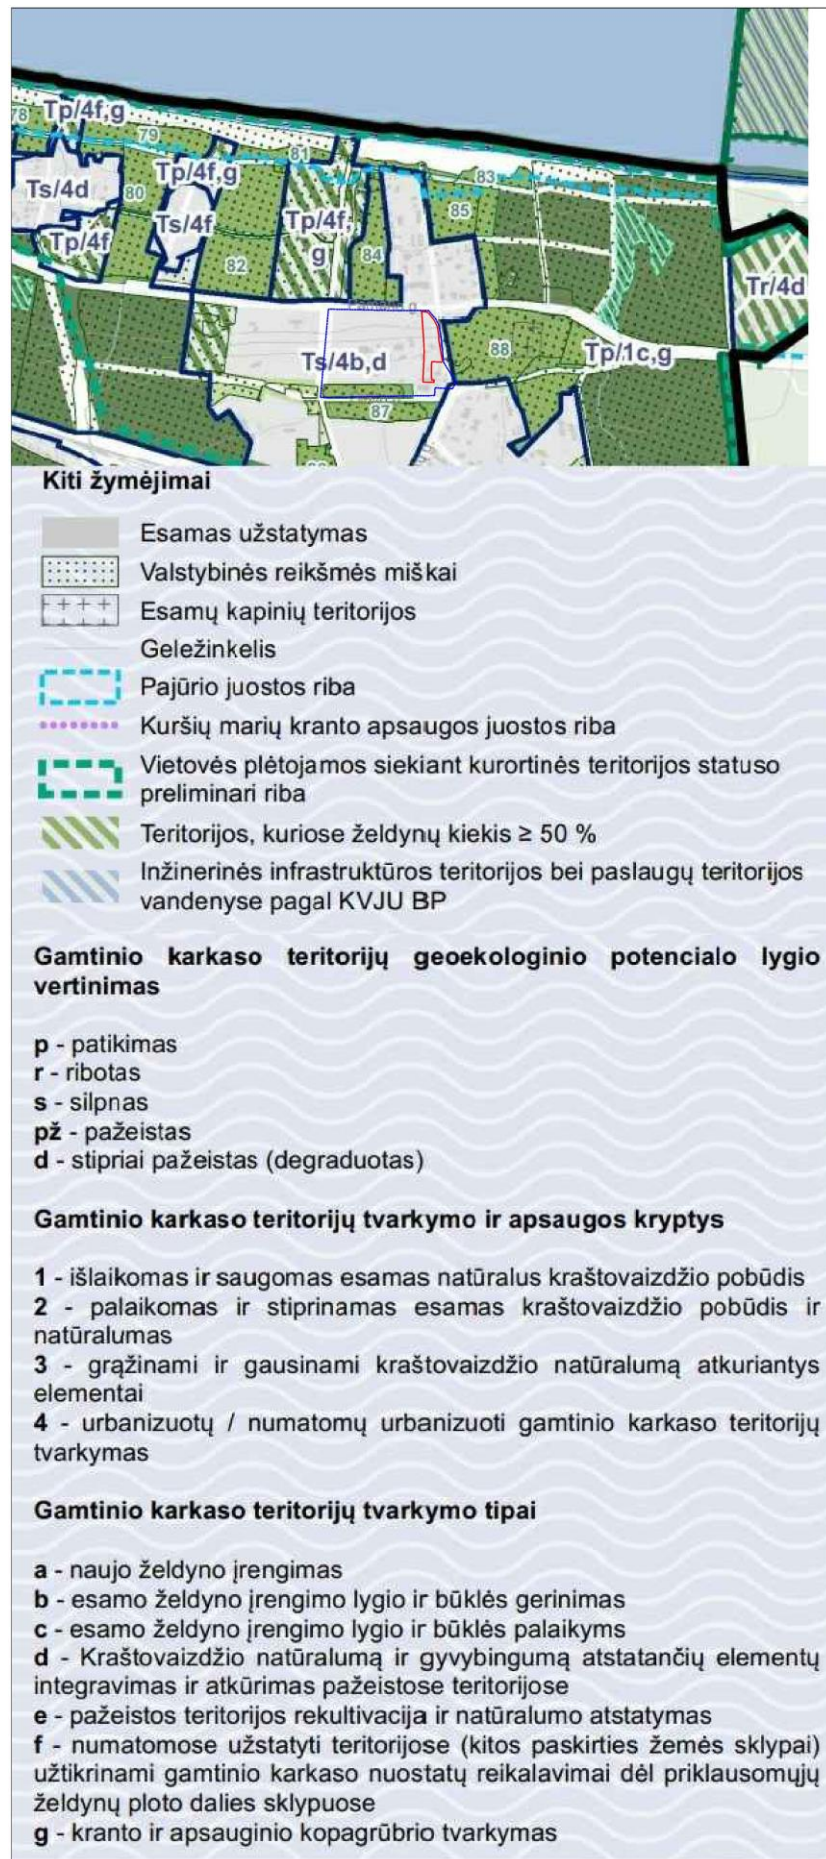 78
Tp/4f,g
79
81
83
Tp/4f,g
Ts/4d
80
85
Ts/4f
Tp/4f,
g
Tp/4f
82
84
Tr/4d
Ts/4b,d
88
Tp/1c,g
87
Kiti žymėjimai
Esamas užstatymas
Valstybinės reikšmės miškai
Esamų kapinių teritorijos
Geležinkelis
Pajūrio juostos riba
Kuršių marių kranto apsaugos juostos riba
Vietovės plėtojamos siekiant kurortinės teritorijos statuso
preliminari riba
Teritorijos, kuriose želdynų kiekis ≥ 50 %
Inžinerinės infrastruktūros teritorijos bei paslaugų teritorijos
vandenyse pagal KVJU BP
Gamtinio karkaso teritorijų geoekologinio potencialo lygio
vertinimas
p - patikimas
r - ribotas
s - silpnas
pž - pažeistas
d - stipriai pažeistas (degraduotas)
Gamtinio karkaso teritorijų tvarkymo ir apsaugos kryptys
1 - išlaikomas ir saugomas esamas natūralus kraštovaizdžio pobūdis
2 - palaikomas ir stiprinamas esamas kraštovaizdžio pobūdis ir
natūralumas
3 - grąžinami ir gausinami kraštovaizdžio natūralumą atkuriantys
elementai
4 - urbanizuotų / numatomų urbanizuoti gamtinio karkaso teritorijų
tvarkymas
Gamtinio karkaso teritorijų tvarkymo tipai
a - naujo želdyno įrengimas
b - esamo želdyno įrengimo lygio ir būklės gerinimas
c - esamo želdyno įrengimo lygio ir būklės palaikyms
d - Kraštovaizdžio natūralumą ir gyvybingumą atstatančių elementų
integravimas ir atkūrimas pažeistose teritorijose
e - pažeistos teritorijos rekultivacija ir natūralumo atstatymas
f - numatomose užstatyti teritorijose (kitos paskirties žemės sklypai)
užtikrinami gamtinio karkaso nuostatų reikalavimai dėl priklausomųjų
želdynų ploto dalies sklypuose
g - kranto ir apsauginio kopagrūbrio tvarkymas